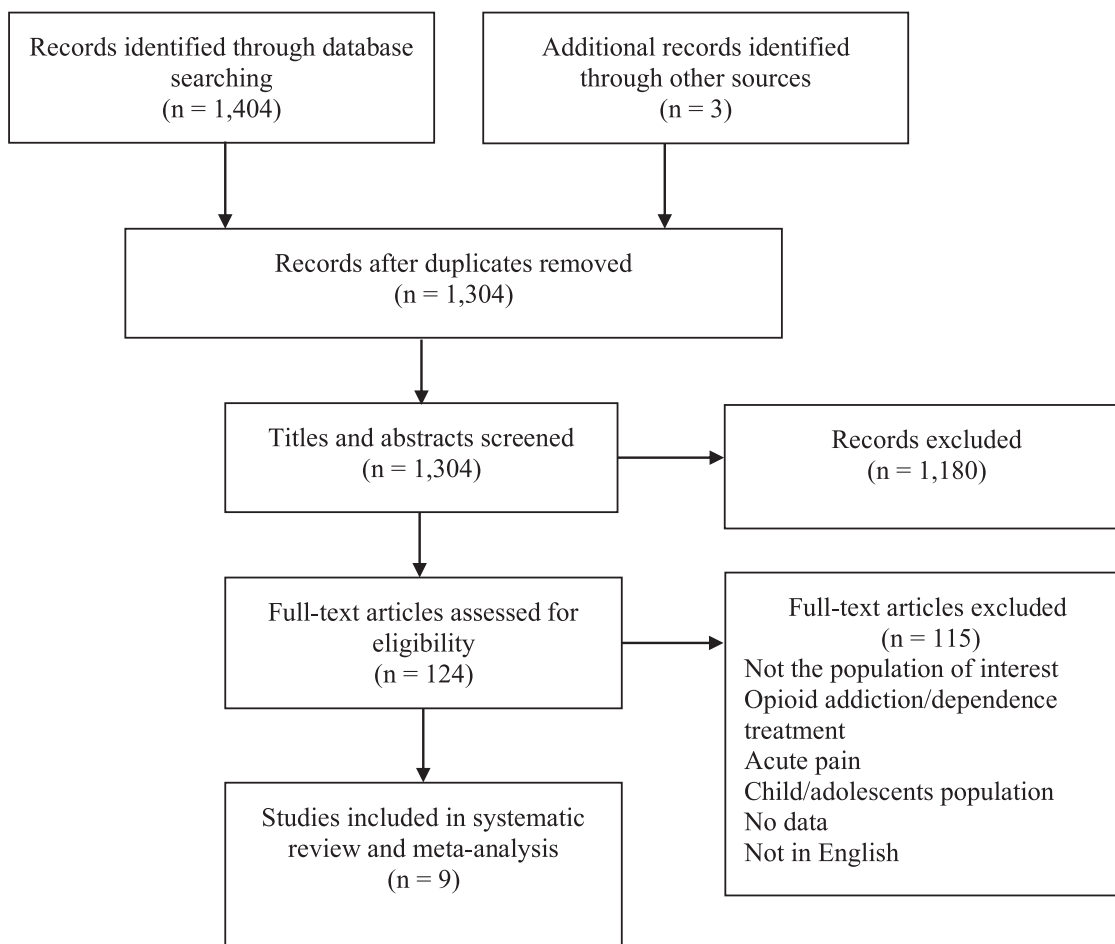 Records identified through database
searching
(n = 1,404)
Additional records identified
through other sources
(n = 3)
Records after duplicates removed
(n = 1,304)
Titles and abstracts screened
(n = 1,304)
Records excluded
(n = 1,180)
Full-text articles assessed for
eligibility
(n = 124)
Full-text articles excluded
(n = 115)
Not the population of interest
Opioid addiction/dependence
treatment
Acute pain
Child/adolescents population
No data
Not in English
Studies included in systematic
review and meta-analysis
(n = 9)